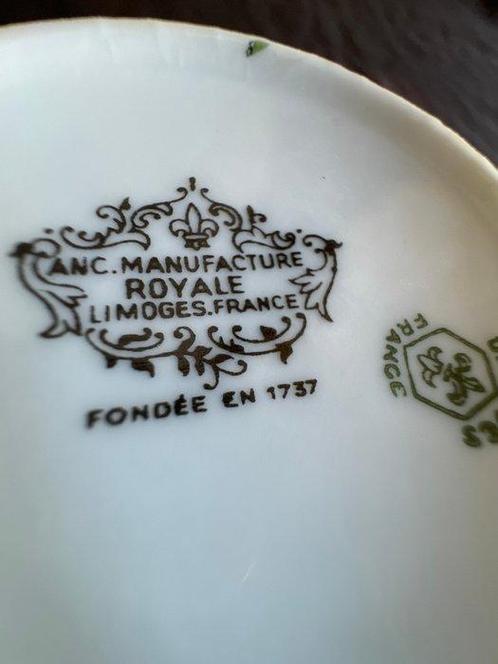 ANC. MANUFACTURE
ROYALE
LIMOGES. FRANCE
FONDÉE EN 1737
FRANCE